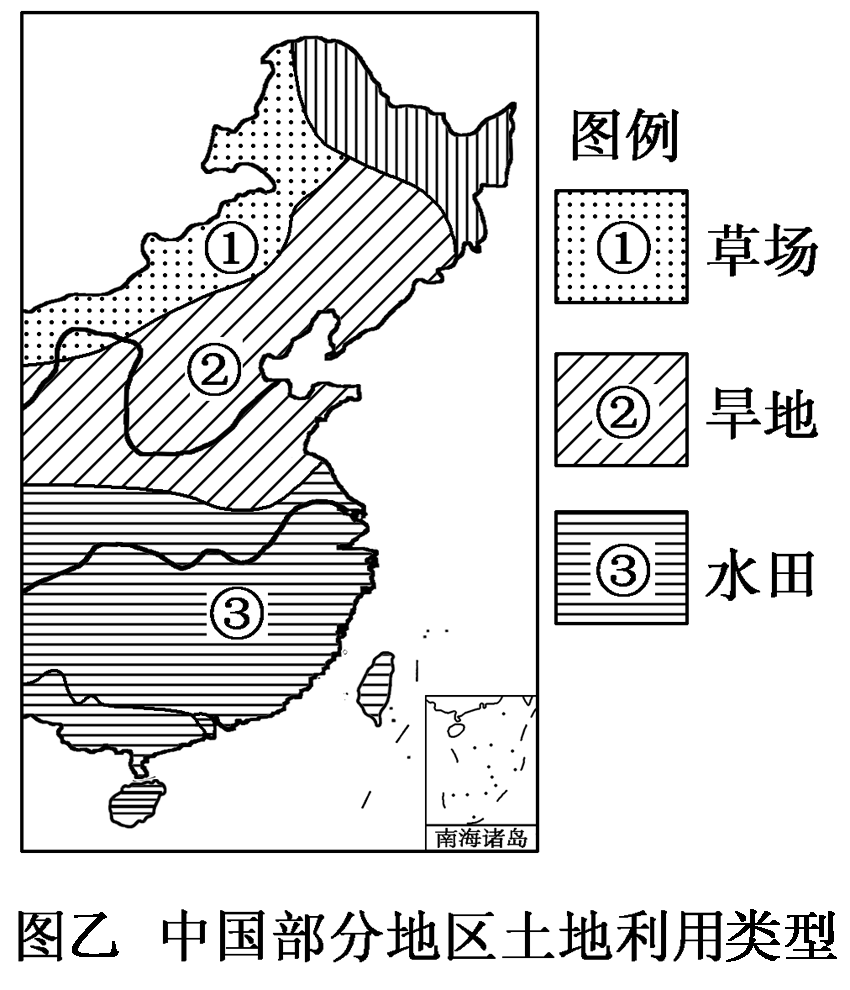 图例
①
① 草场
②
② 旱地
③
③ 水田
南海诸岛
图乙 中国部分地区土地利用类型